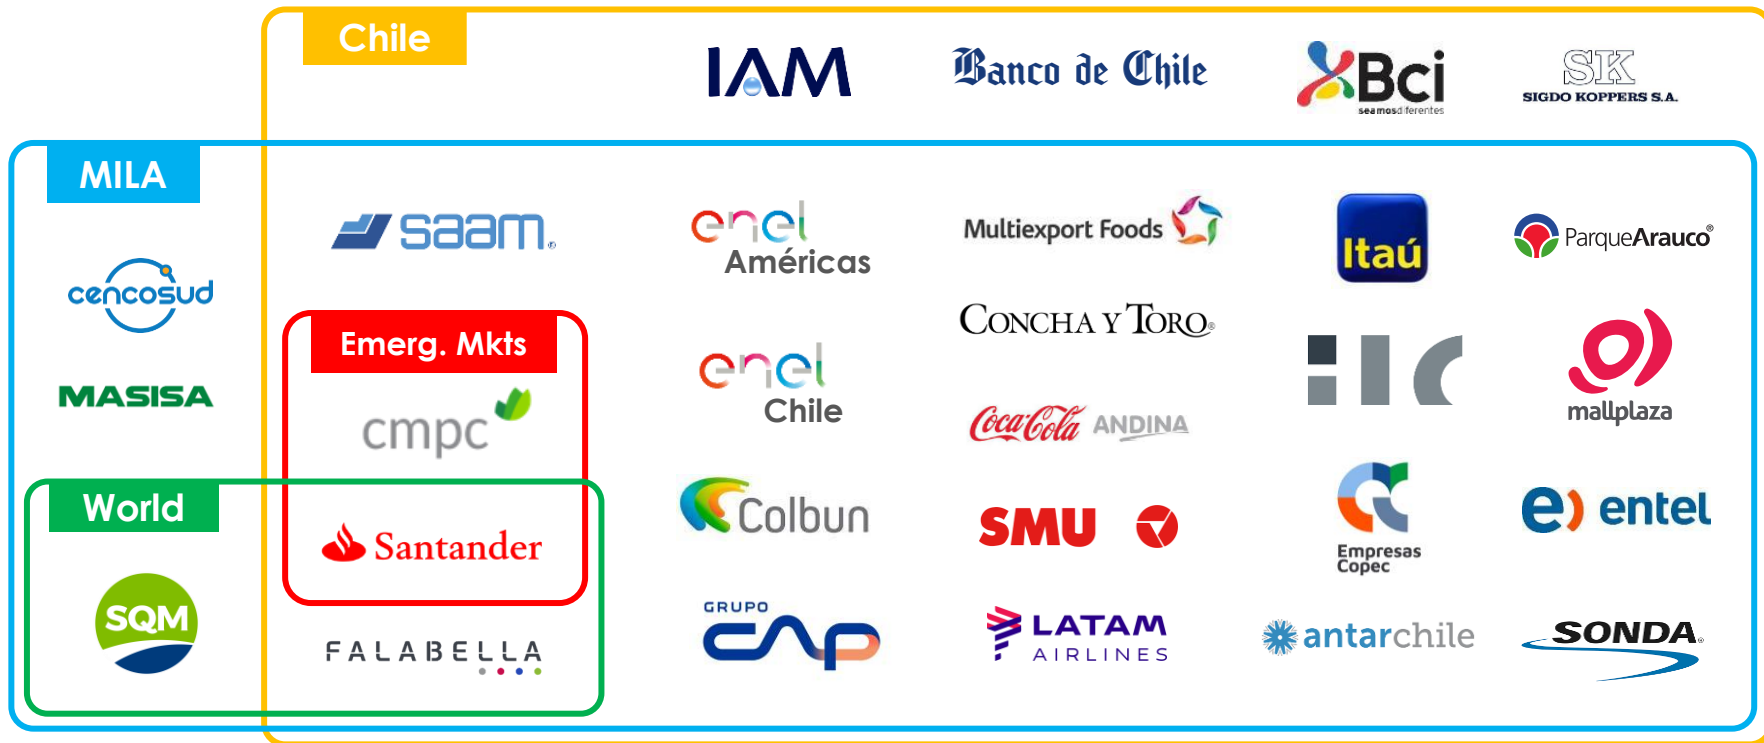 Chile
IAM
Banco de Chile
Bci
seamosdiferentes
SK
SIGDO KOPPERS S.A.
MILA
saam®
enel
Américas
Multiexport Foods
Itaú
ParqueArauco®
cencosud
Emerg. Mkts
CONCHA Y TORO®
MASISA
cmpc
enel
Chile
Coca-Cola ANDINA
ILC
mallplaza
World
Santander
Colbun
SMU
Empresas
Copec
entel
SQM
FALABELLA
GRUPO
CAP
LATAM
AIRLINES
antarchile
SONDA®